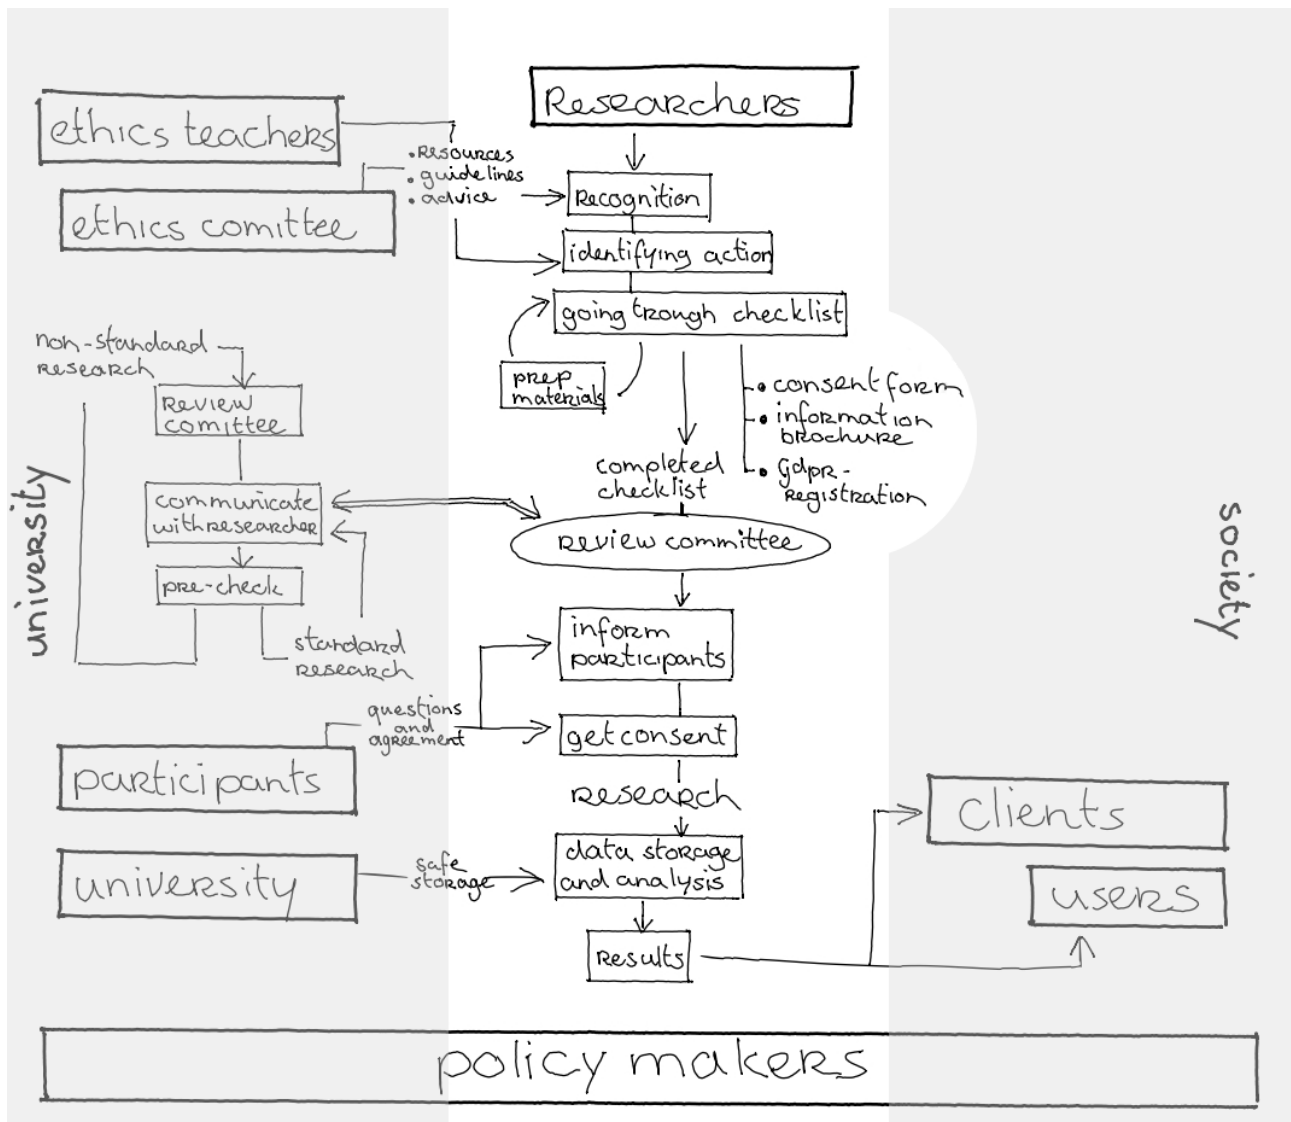 Researchers
ethics teachers
ethics comittee
• resources
• guidelines
• advice
Recognition
identifying action
going trough checklist
prep
materials
• consent form
• information
brochure
• gdpr-
registration
completed
checklist
review committee
non-standard
research
review
comittee
communicate
with researcher
pre-check
standard
research
university
society
inform
participants
questions
and
agreement
get consent
participants
research
clients
university
safe
storage
data storage
and analysis
users
results
policy makers